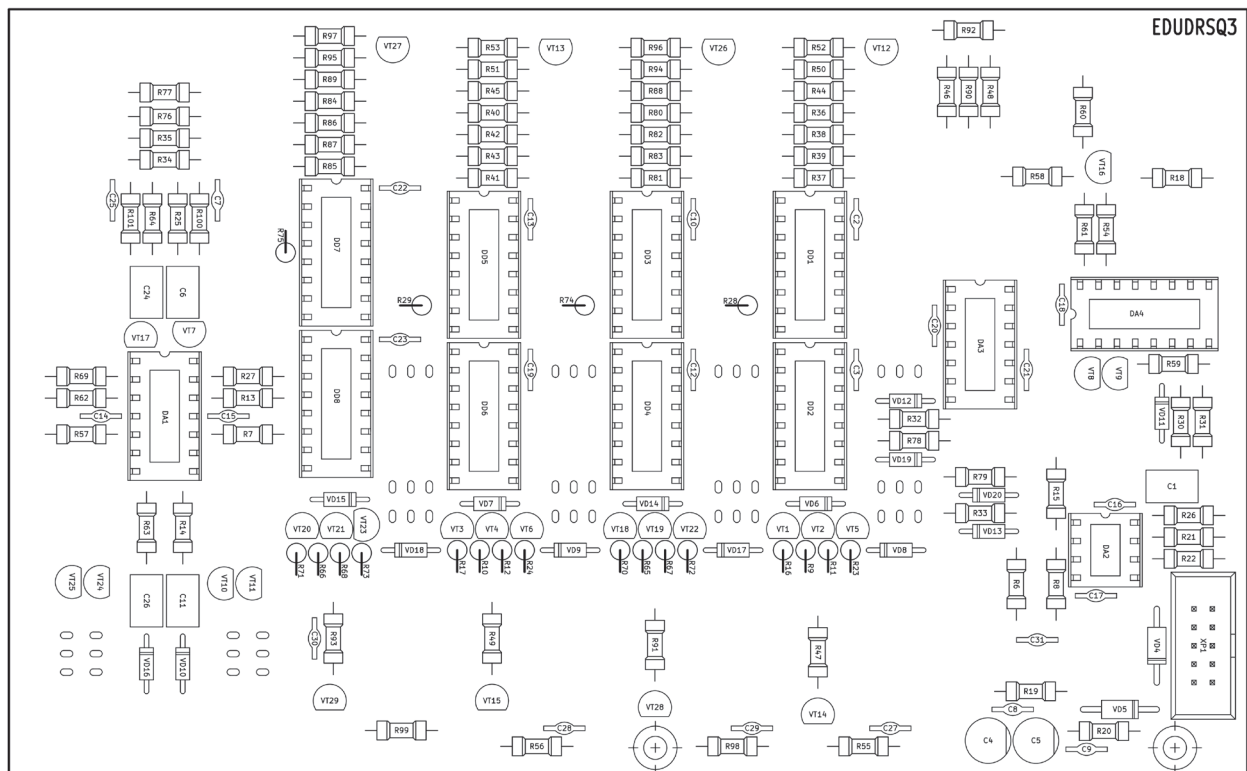 EDUDRSQ3
R97
R95
R89
R84
R86
R87
R85
VT27
R53
R51
R45
R40
R42
R43
R41
VT13
R96
R94
R88
R80
R82
R83
R81
VT26
R52
R50
R44
R36
R38
R39
R37
VT12
R92
R46
R90
R48
R60
VT16
R58
R18
R61
R54
R77
R76
R35
R34
C25
R101
R64
R25
R100
C7
C24
C6
VT17
VT7
R75
DD7
C22
C23
DD8
R29
DD5
C13
DD6
C19
R74
DD3
C10
DD4
C12
R28
DD1
C2
DD2
C3
C20
DA3
C21
C18
DA4
VT8
VT9
R59
VD11
R30
R31
R69
R62
C14
R57
DA1
R27
R13
C15
R7
VD12
R32
R78
VD19
R79
VD20
R33
VD13
R15
C1
C16
DA2
C17
R26
R21
R22
R63
R14
VD15
VT20
VT21
VT23
R71
R66
R68
R73
VD18
VD7
VT3
VT4
VT6
R17
R10
R12
R24
VD9
VD14
VT18
VT19
VT22
R70
R65
R67
R72
VD17
VD6
VT1
VT2
VT5
R16
R9
R11
R23
VD8
R6
R8
VT25
VT24
C26
C11
VT10
VT11
VD16
VD10
C30
R93
R49
R91
R47
C31
VD4
XP1
VT29
VT15
VT28
VT14
R19
C8
VD5
R99
C28
R56
C29
R98
C27
R55
C4
C5
R20
C9